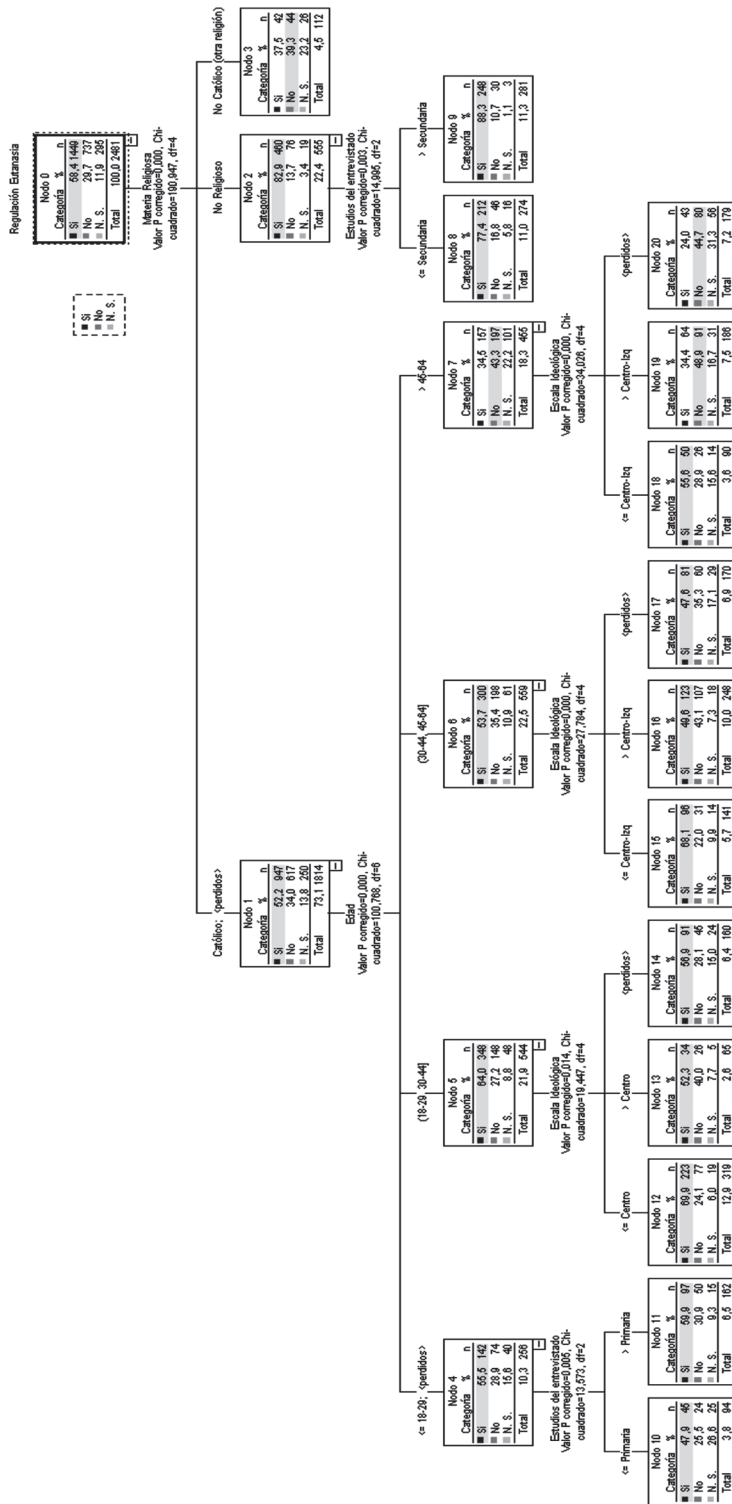 Regulación Eutanasia
Nodo 0
Categoría % n
Si 58,4 1449
No 29,7 737
N. S. 11,9 295
Total 100,0 2481
Si
No
N. S.
Materia Religiosa
Valor P corregido=0,000, Chi-
cuadrado=190,947, df=4
Católico; <perdidos>
Nodo 1
Categoría % n
Si 52,2 947
No 34,0 617
N. S. 13,8 250
Total 73,1 1814
Edad
Valor P corregido=0,000, Chi-
cuadrado=100,768, df=6
No Religioso
Nodo 2
Categoría % n
Si 82,9 460
No 13,7 76
N. S. 3,4 19
Total 22,4 555
Estudios del entrevistado
Valor P corregido=0,003, Chi-
cuadrado=14,995, df=2
No Católico (otra religión)
Nodo 3
Categoría % n
Si 37,5 42
No 39,3 44
N. S. 23,2 26
Total 4,5 112
<= 18-29; <perdidos>
Nodo 4
Categoría % n
Si 55,5 142
No 28,9 74
N. S. 15,6 40
Total 10,3 256
Estudios del entrevistado
Valor P corregido=0,005, Chi-
cuadrado=13,573, df=2
(18-29, 30-44]
Nodo 5
Categoría % n
Si 64,0 348
No 27,2 148
N. S. 8,8 48
Total 21,9 544
Escala Ideológica
Valor P corregido=0,014, Chi-
cuadrado=19,447, df=4
(30-44, 45-64]
Nodo 6
Categoría % n
Si 53,7 300
No 35,4 198
N. S. 10,9 61
Total 22,5 559
Escala Ideológica
Valor P corregido=0,000, Chi-
cuadrado=27,784, df=4
> 45-64
Nodo 7
Categoría % n
Si 34,5 157
No 43,3 197
N. S. 22,2 101
Total 18,3 455
Escala Ideológica
Valor P corregido=0,000, Chi-
cuadrado=34,026, df=4
<= Secundaria
Nodo 8
Categoría % n
Si 77,4 212
No 16,8 46
N. S. 5,8 16
Total 11,0 274
> Secundaria
Nodo 9
Categoría % n
Si 88,3 248
No 10,7 30
N. S. 1,1 3
Total 11,3 281
<= Primaria
Nodo 10
Categoría % n
Si 47,9 45
No 25,5 24
N. S. 26,6 25
Total 3,8 94
> Primaria
Nodo 11
Categoría % n
Si 59,9 97
No 30,9 50
N. S. 9,3 15
Total 6,5 162
<= Centro
Nodo 12
Categoría % n
Si 69,9 223
No 24,1 77
N. S. 6,0 19
Total 12,9 319
> Centro
Nodo 13
Categoría % n
Si 52,3 34
No 40,0 26
N. S. 7,7 5
Total 2,6 65
<perdidos>
Nodo 14
Categoría % n
Si 56,9 91
No 28,1 45
N. S. 15,0 24
Total 6,4 160
<= Centro-Izq
Nodo 15
Categoría % n
Si 68,1 96
No 22,0 31
N. S. 9,9 14
Total 5,7 141
> Centro-Izq
Nodo 16
Categoría % n
Si 49,6 123
No 43,1 107
N. S. 7,3 18
Total 10,0 248
<perdidos>
Nodo 17
Categoría % n
Si 47,6 81
No 35,3 60
N. S. 17,1 29
Total 6,9 170
<= Centro-Izq
Nodo 18
Categoría % n
Si 55,6 50
No 28,9 26
N. S. 15,6 14
Total 3,6 90
> Centro-Izq
Nodo 19
Categoría % n
Si 34,4 64
No 48,9 91
N. S. 16,7 31
Total 7,5 186
<perdidos>
Nodo 20
Categoría % n
Si 24,0 43
No 44,7 80
N. S. 31,3 56
Total 7,2 179